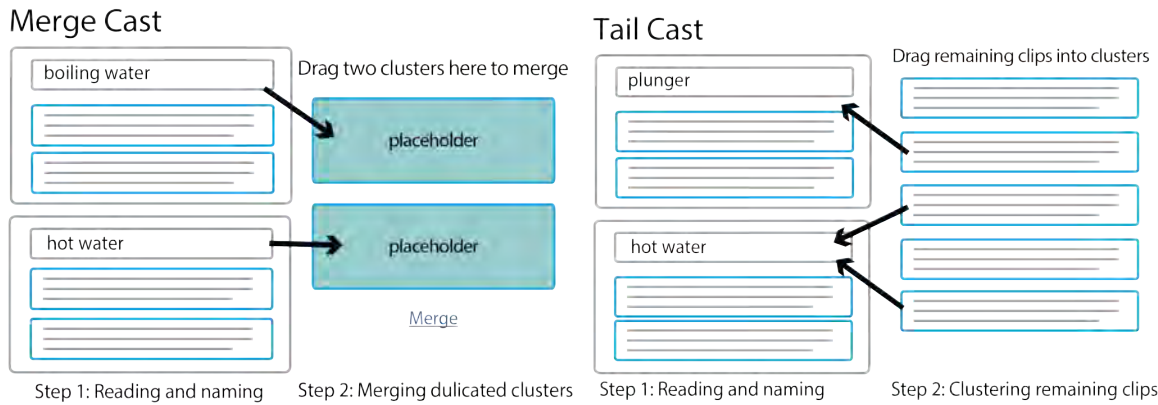 Merge Cast
boiling water
Drag two clusters here to merge
placeholder
hot water
placeholder
Merge
Step 1: Reading and naming
Step 2: Merging dulicated clusters
Tail Cast
plunger
Drag remaining clips into clusters
hot water
Step 1: Reading and naming
Step 2: Clustering remaining clips